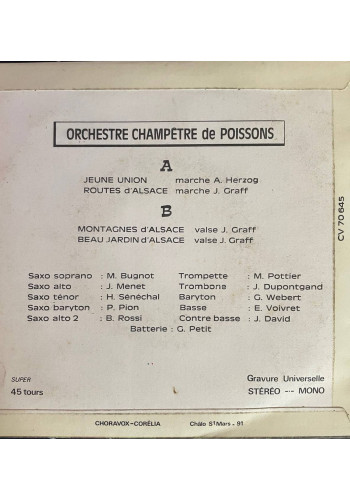 ORCHESTRE CHAMPÊTRE de POISSONS
A
JEUNE UNION marche A. Herzog
ROUTES d'ALSACE marche J. Graff
B
MONTAGNES d'ALSACE valse J. Graff
BEAU JARDIN d'ALSACE valse J. Graff
CV 70 645
Saxo soprano : M. Bugnot Trompette : M. Pottier
Saxo alto : J. Menet Trombone : J. Dupontgand
Saxo ténor : H. Sénéchal Baryton : G. Webert
Saxo baryton : P. Pion Basse : E. Voivret
Saxo alto 2 : B. Rossi Contre basse : J. David
Batterie : G. Petit
SUPER
45 tours
Gravure Universelle
STÉRÉO -- MONO
CHORAVOX-CORÉLIA Chilo St Mars - 91